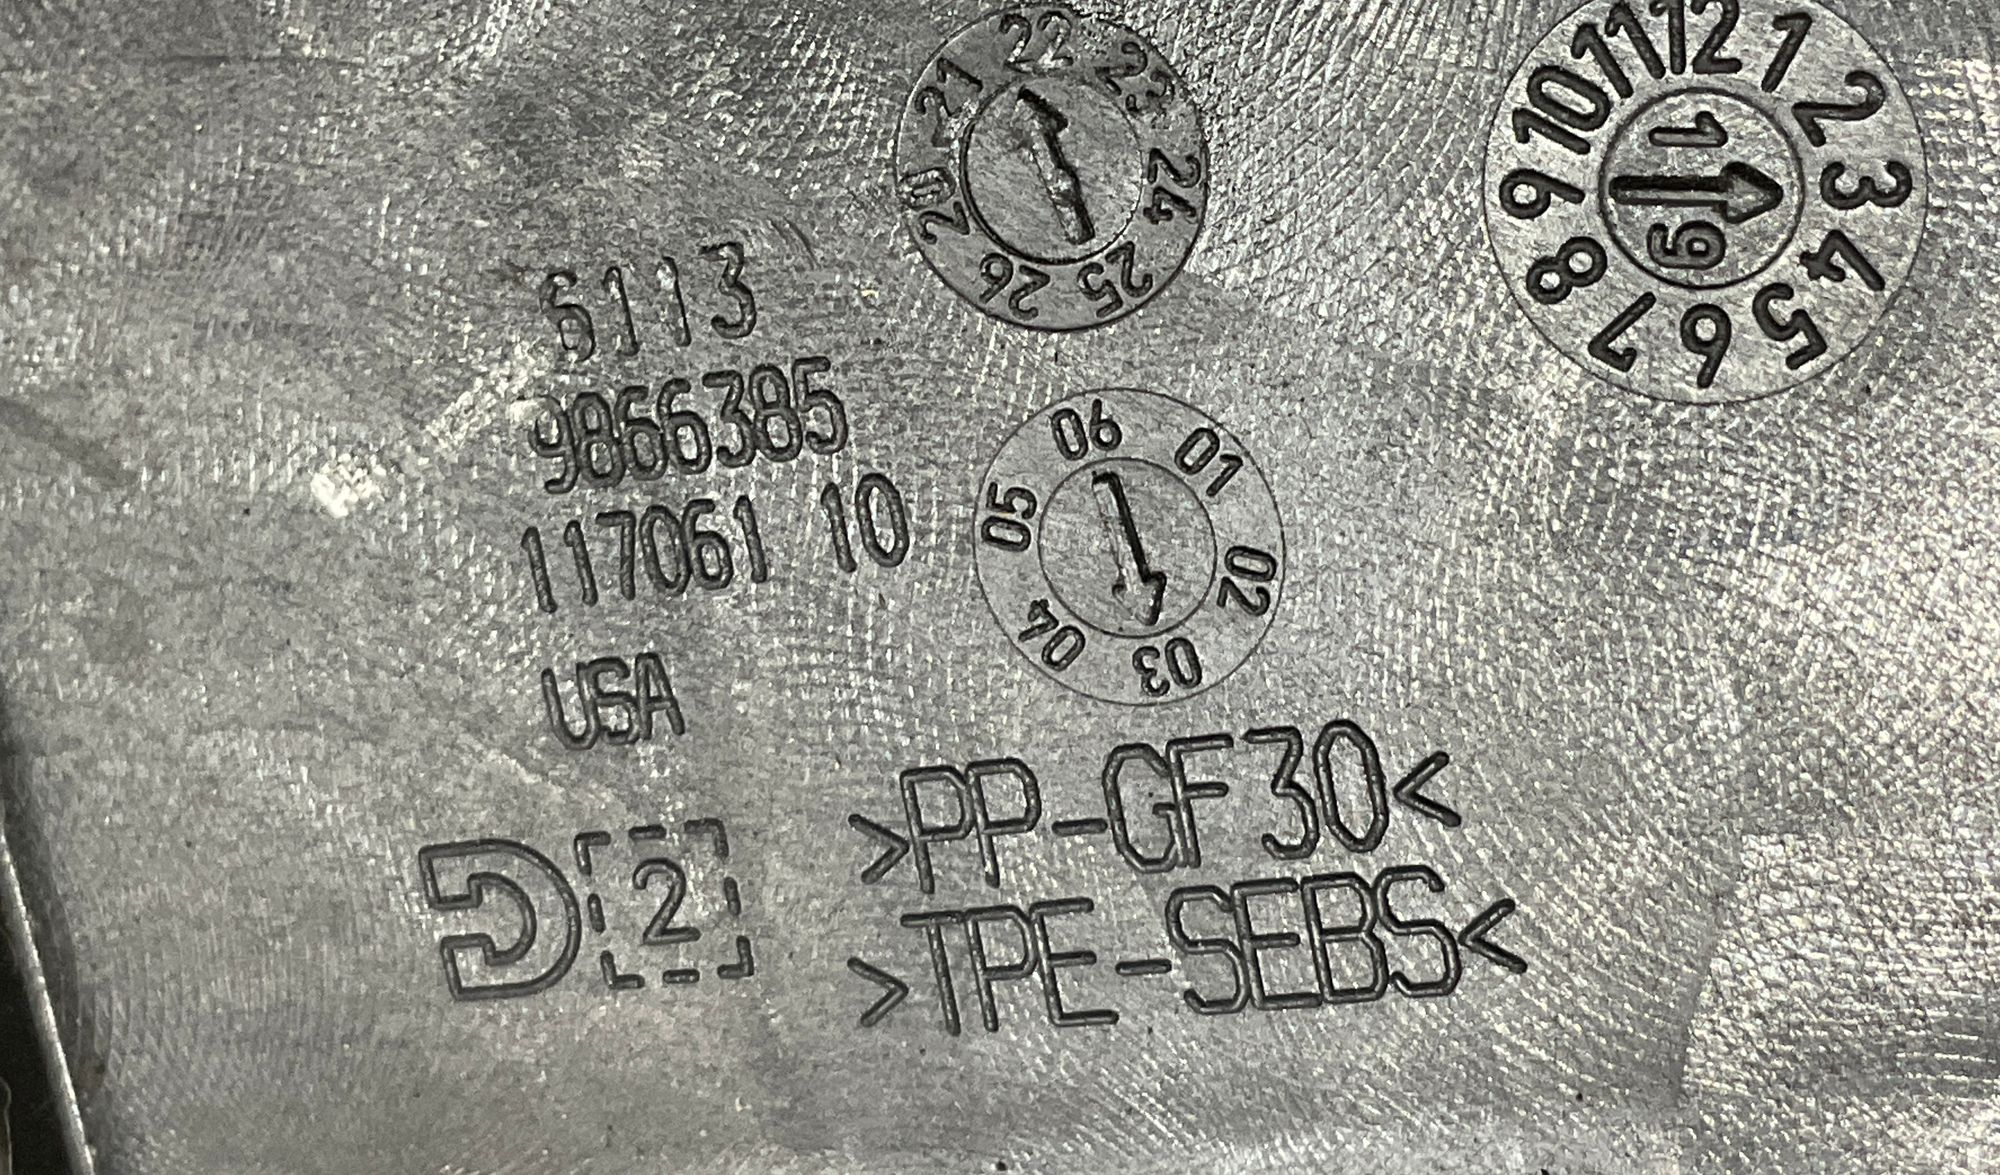 20 21 22 23 24 25 26
1 2 3 4 5 6 7 8 9 10 11 12
19
6113
9866385
117061 10
01 02 03 04 05 06
USA
2
>PP-GF30<
>TPE-SEBS<